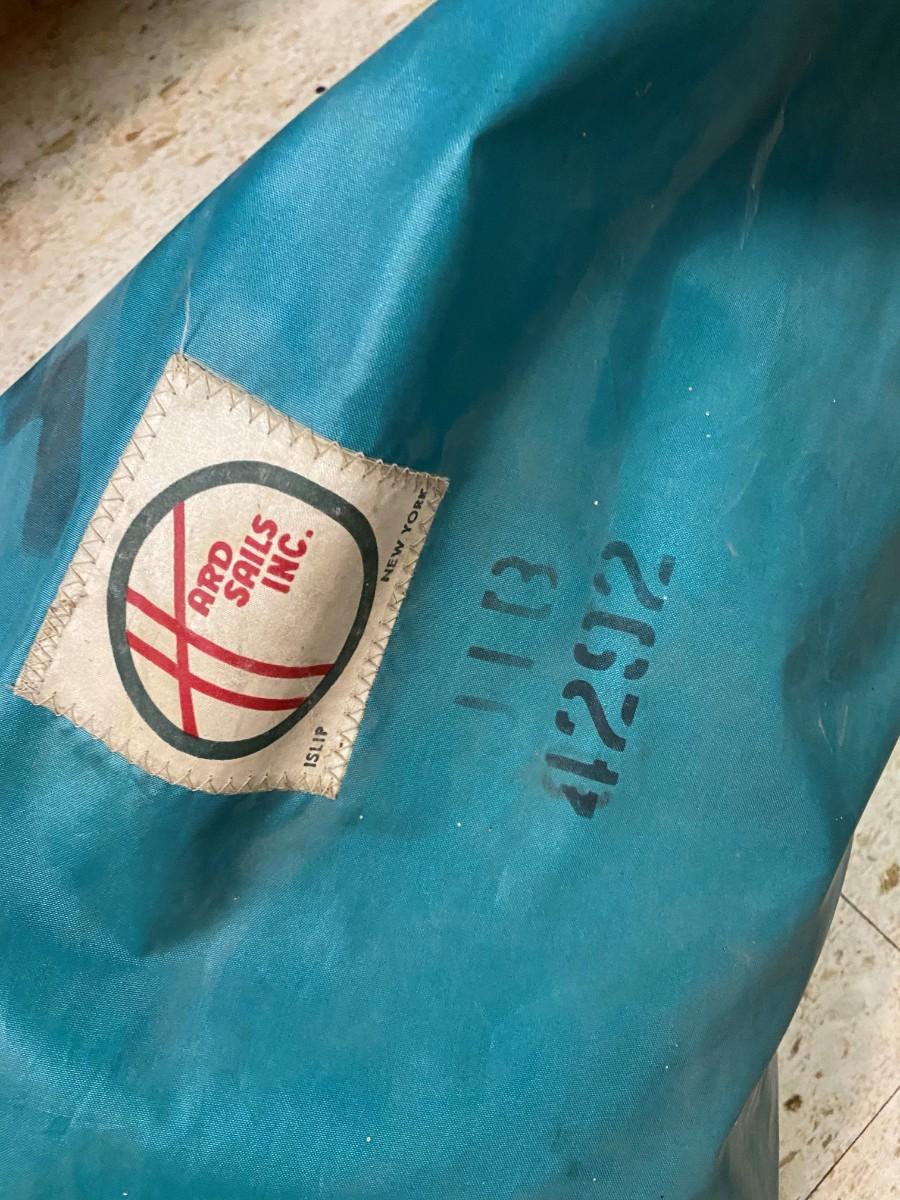 ARD
SAILS
INC.
ISLIP NEW YORK
JIB
4292